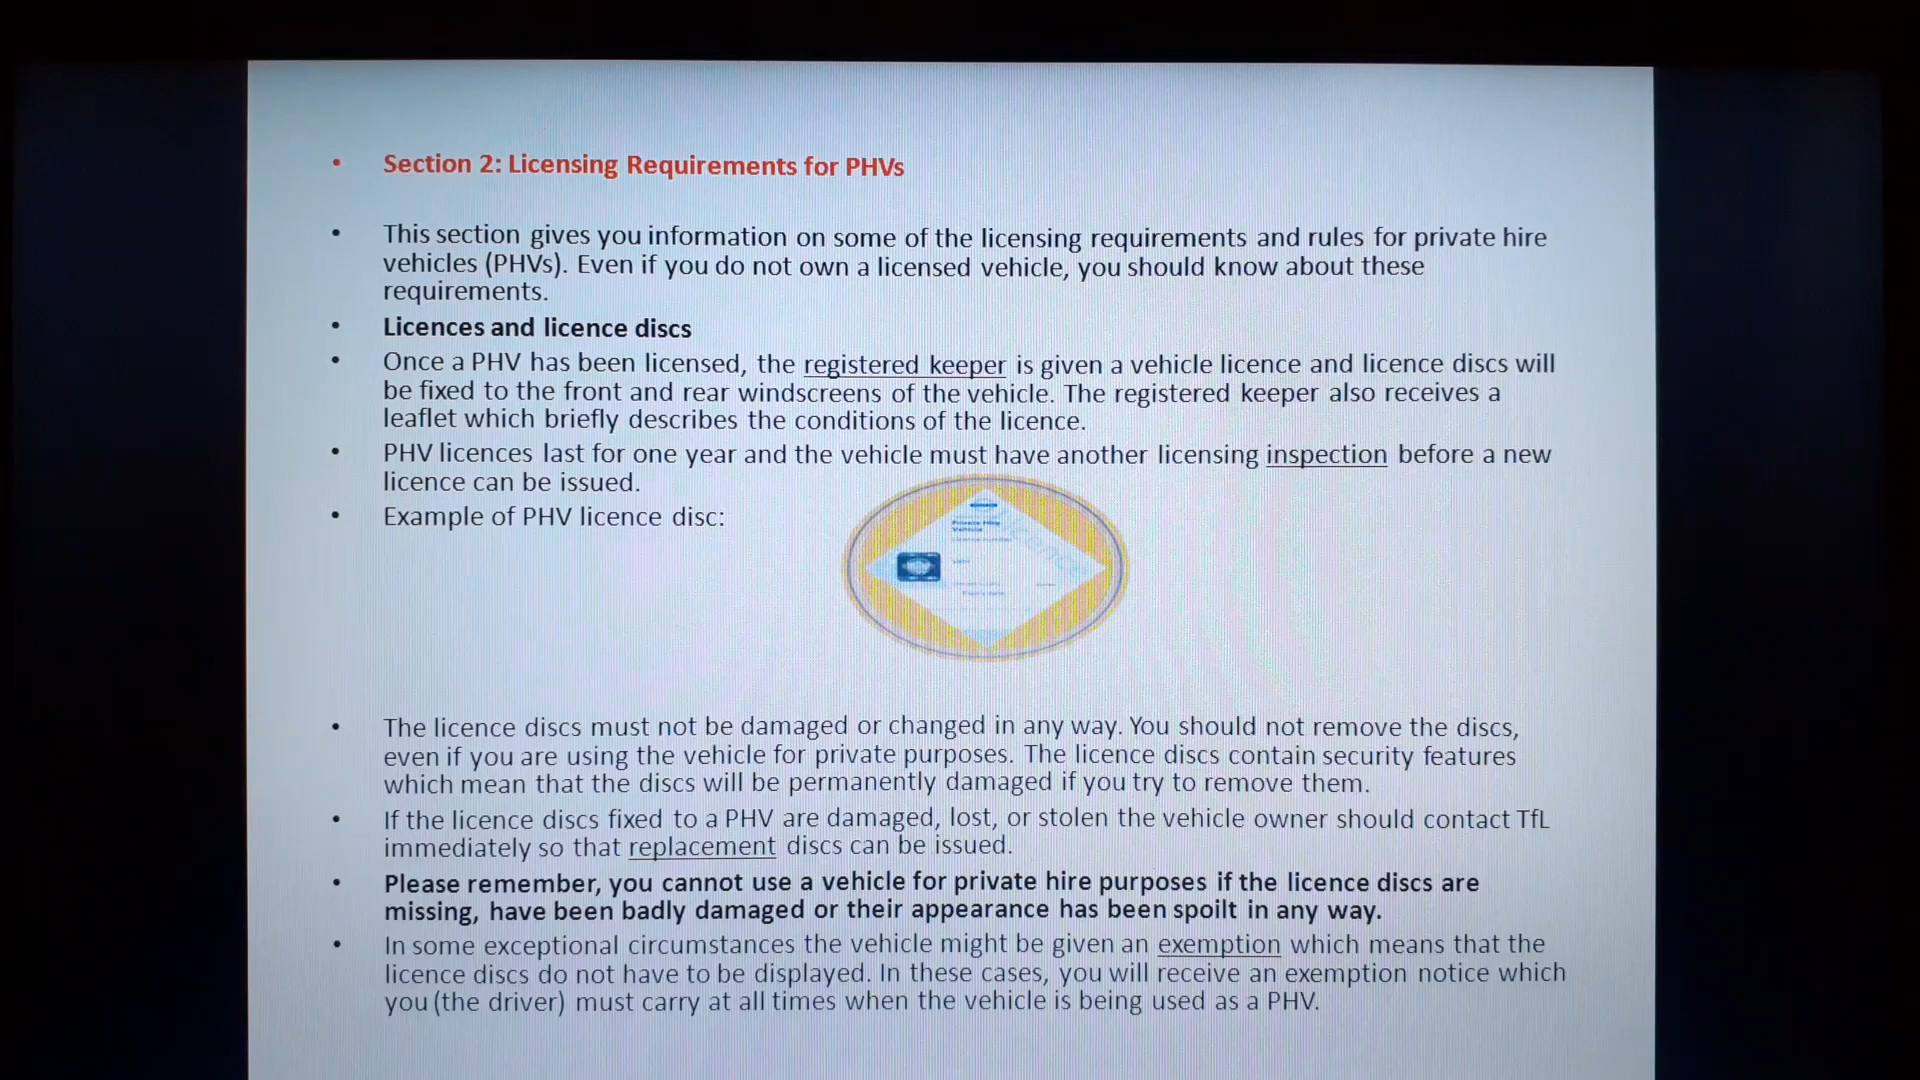 • Section 2: Licensing Requirements for PHVs
• This section gives you information on some of the licensing requirements and rules for private hire
vehicles (PHVs). Even if you do not own a licensed vehicle, you should know about these
requirements.
• Licences and licence discs
• Once a PHV has been licensed, the registered keeper is given a vehicle licence and licence discs will
be fixed to the front and rear windscreens of the vehicle. The registered keeper also receives a
leaflet which briefly describes the conditions of the licence.
• PHV licences last for one year and the vehicle must have another licensing inspection before a new
licence can be issued.
• Example of PHV licence disc:
Private Hire
Vehicle
• The licence discs must not be damaged or changed in any way. You should not remove the discs,
even if you are using the vehicle for private purposes. The licence discs contain security features
which mean that the discs will be permanently damaged if you try to remove them.
• If the licence discs fixed to a PHV are damaged, lost, or stolen the vehicle owner should contact TfL
immediately so that replacement discs can be issued.
• Please remember, you cannot use a vehicle for private hire purposes if the licence discs are
missing, have been badly damaged or their appearance has been spoilt in any way.
• In some exceptional circumstances the vehicle might be given an exemption which means that the
licence discs do not have to be displayed. In these cases, you will receive an exemption notice which
you (the driver) must carry at all times when the vehicle is being used as a PHV.